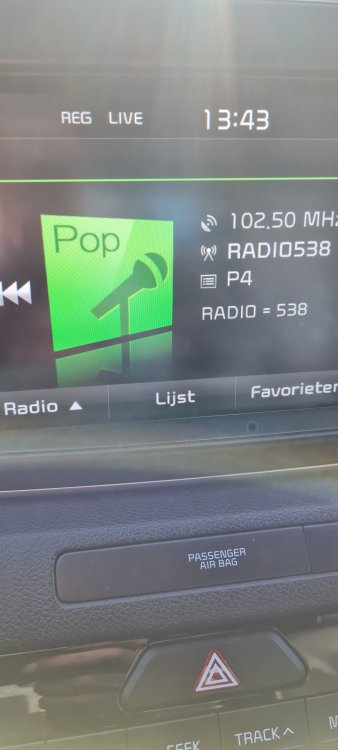 REG LIVE 13:43
Pop
102.50 MHz
RADIO538
P4
RADIO = 538
Radio ▲ Lijst Favorieten
PASSENGER
AIR BAG
SEEK TRACK ∧